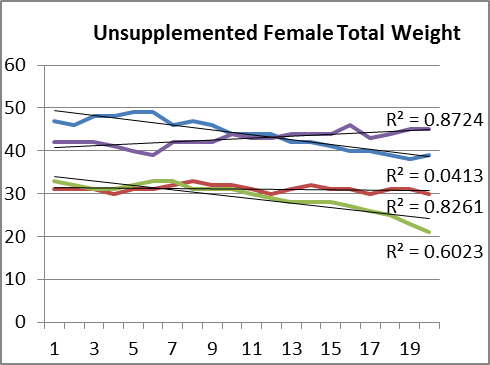 Unsupplemented Female Total Weight
60
50
40
30
20
10
0
R² = 0.8724
R² = 0.0413
R² = 0.8261
R² = 0.6023
1 3 5 7 9 11 13 15 17 19